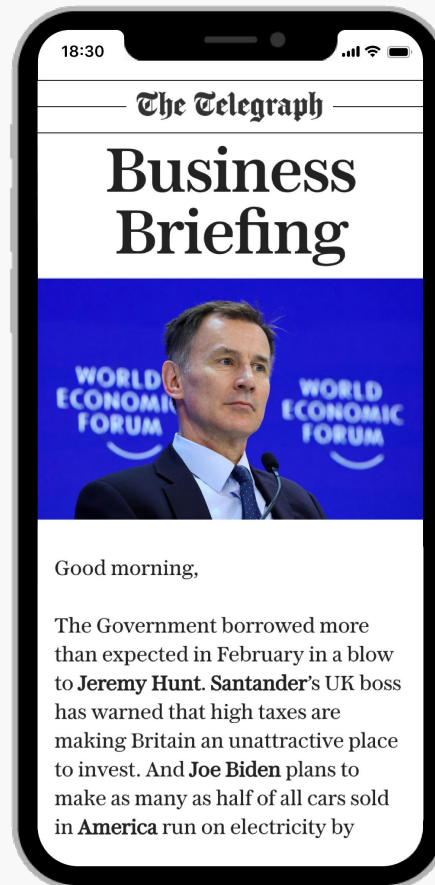 18:30
The Telegraph
Business
Briefing
WORLD
ECONOMI
FORUM
WORLD
ECONOMIC
FORUM
Good morning,
The Government borrowed more
than expected in February in a blow
to Jeremy Hunt. Santander’s UK boss
has warned that high taxes are
making Britain an unattractive place
to invest. And Joe Biden plans to
make as many as half of all cars sold
in America run on electricity by